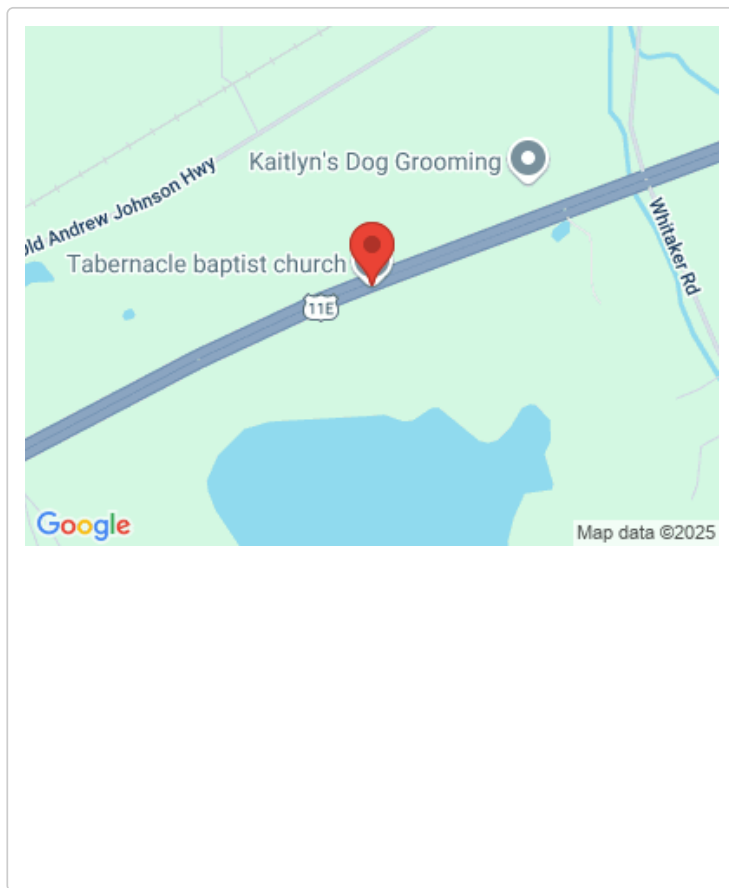 Kaitlyn's Dog Grooming
Old Andrew Johnson Hwy
Whitaker Rd
Tabernacle baptist church
11E
Google
Map data ©2025